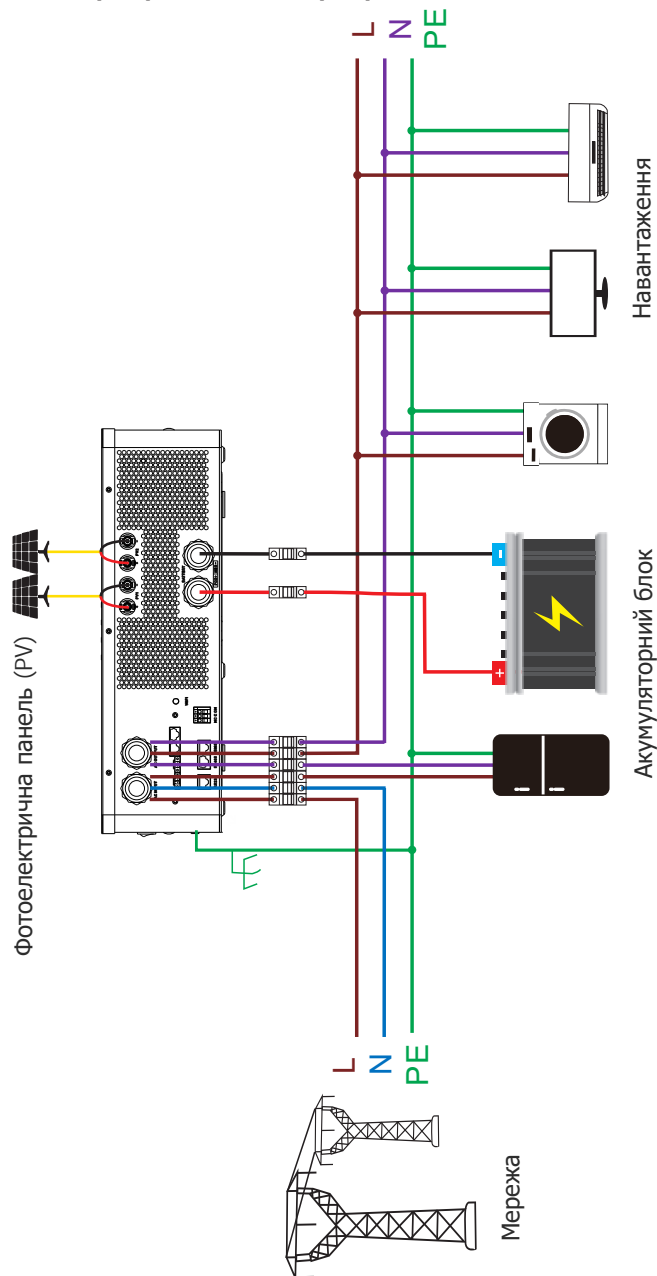 Фотоелектрична панель (PV)
L
N
PE
Навантаження
Акумуляторний блок
-
+
L
N
PE
Мережа